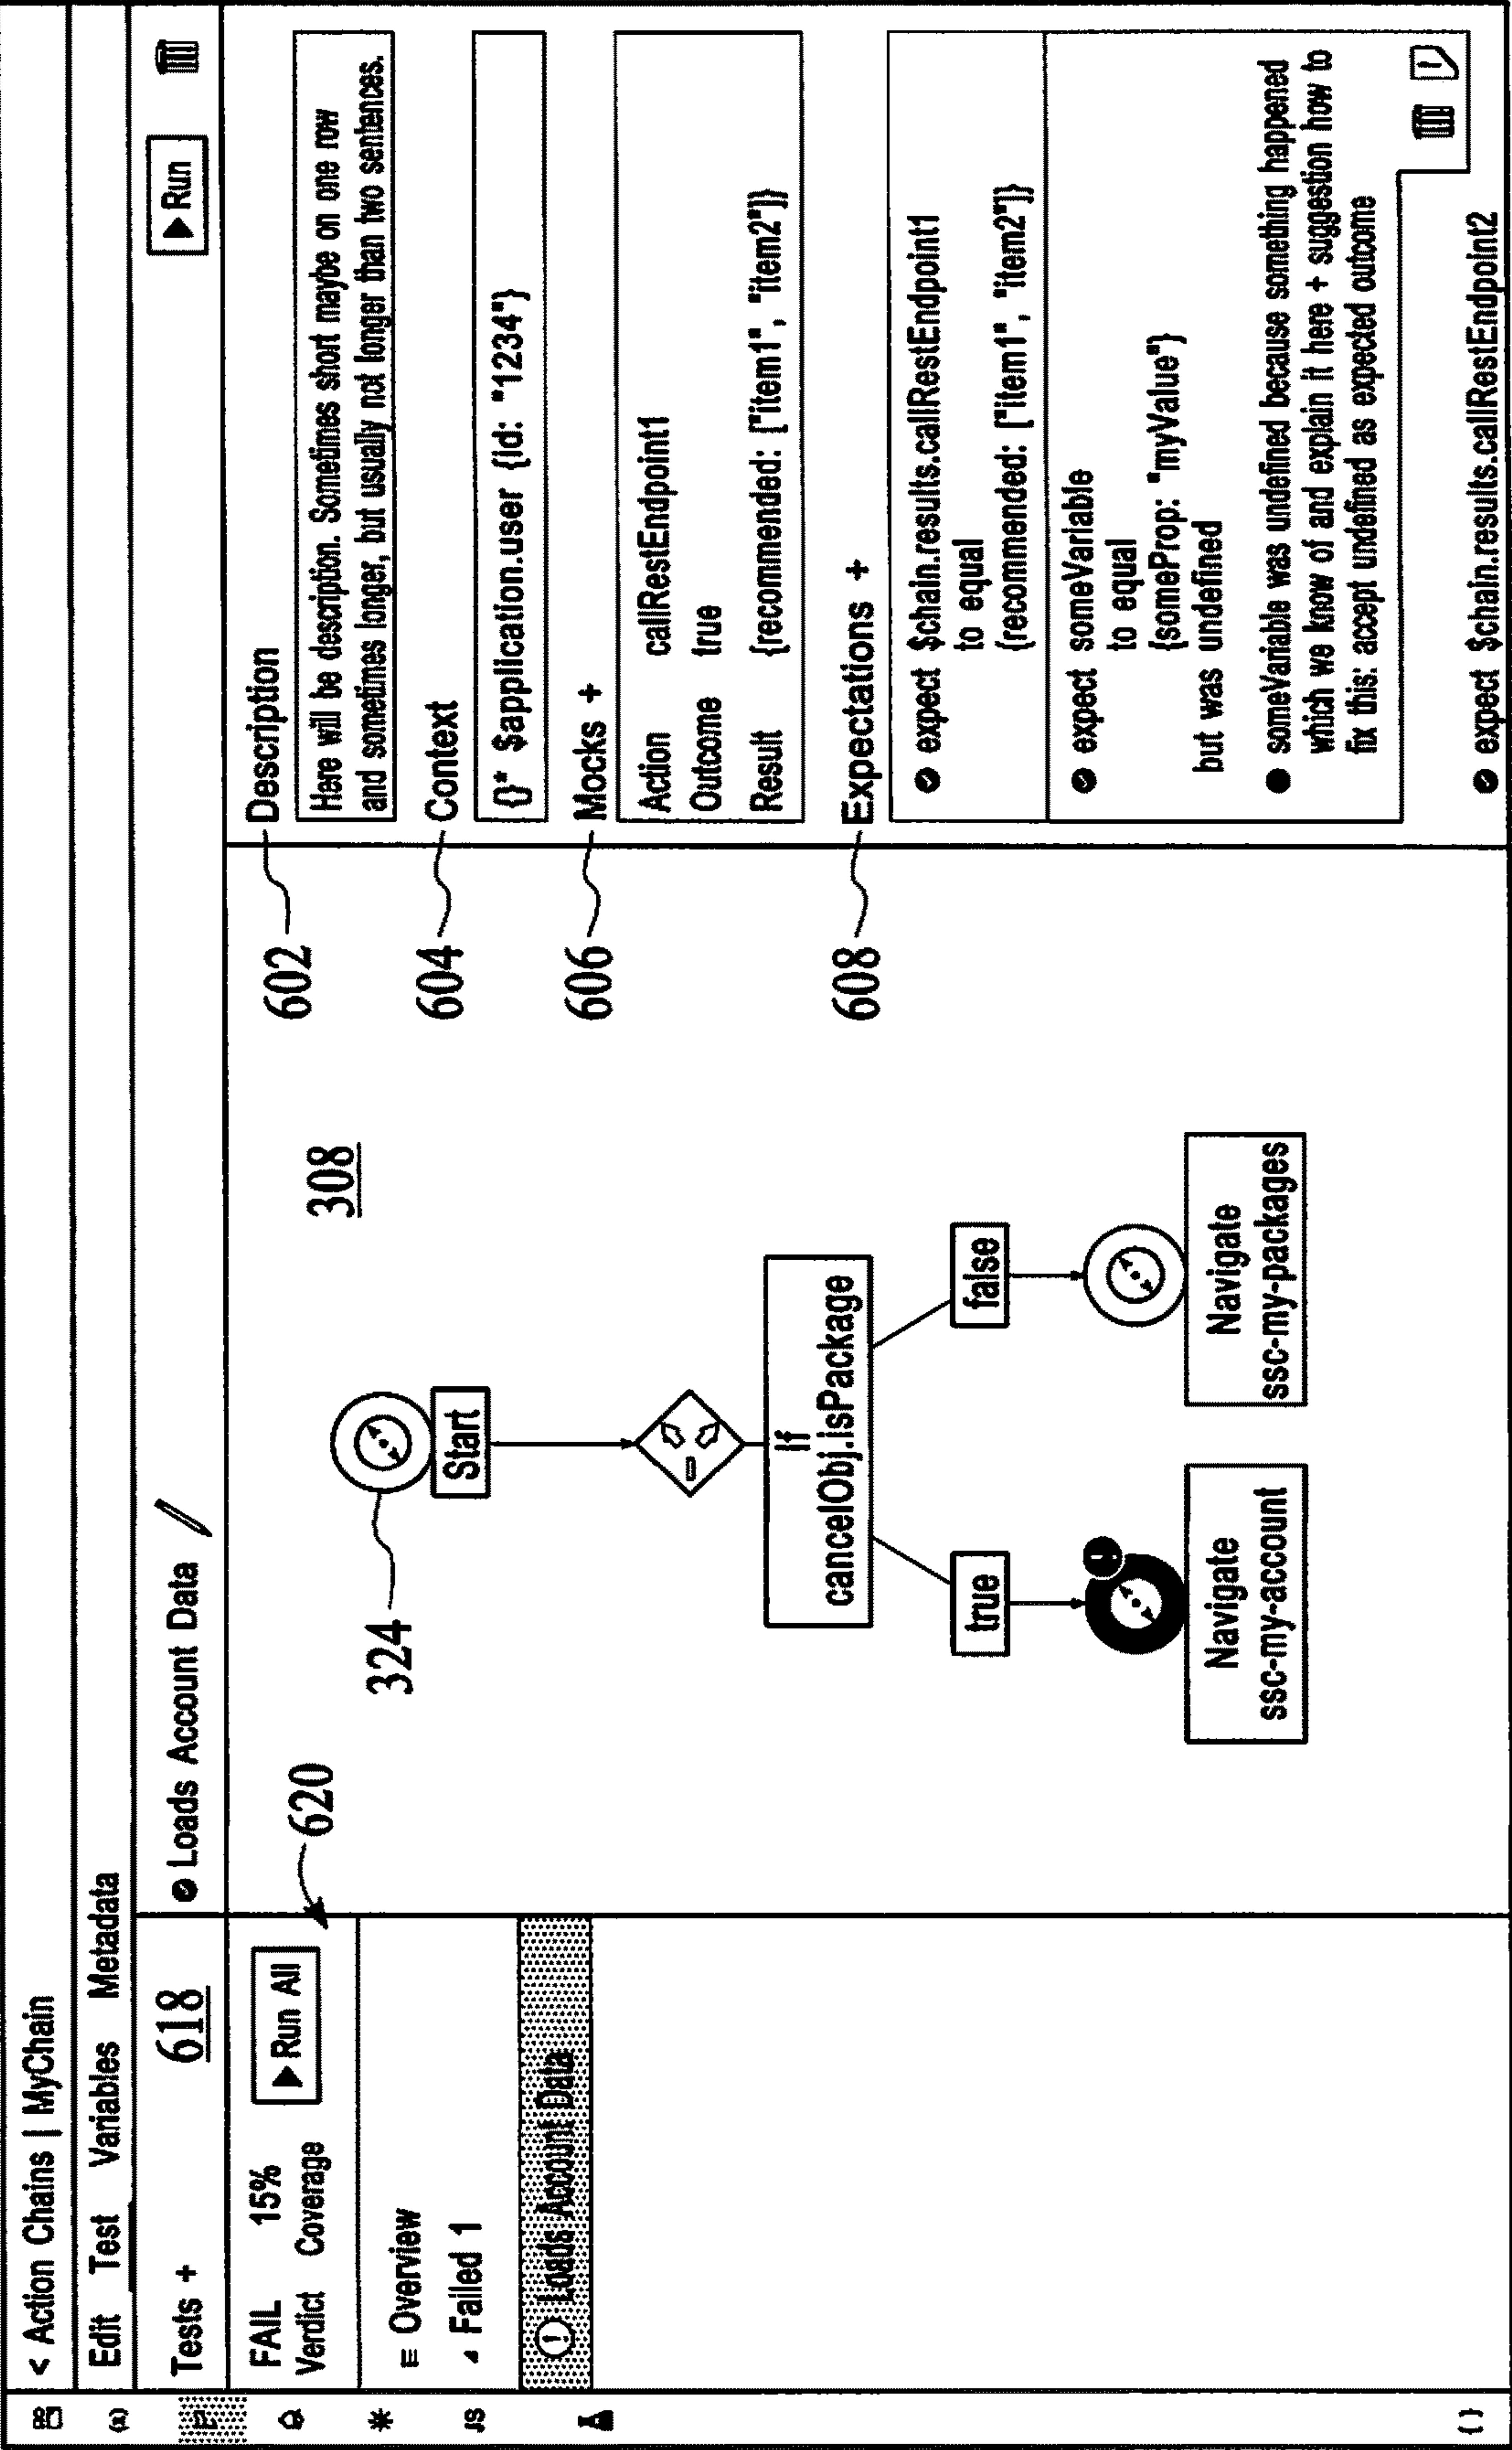 < Action Chains | MyChain
Edit Test Variables Metadata
Tests +
618
Loads Account Data
Run
FAIL 15%
Verdict Coverage
Run All
620
Overview
Failed 1
Loads Account Data
(x)
JS
{ }
308
324
Start
If
cancelObj.isPackage
true
false
Navigate
ssc-my-account
Navigate
ssc-my-packages
602
Description
Here will be description. Sometimes short maybe on one row
and sometimes longer, but usually not longer than two sentences.
604
Context
{}* $application.user {id: "1234"}
606
Mocks +
Action callRestEndpoint1
Outcome true
Result {recommended: ["item1", "item2"]}
608
Expectations +
expect $chain.results.callRestEndpoint1
to equal
{recommended: ["item1", "item2"]}
expect someVariable
to equal
{someProp: "myValue"}
but was undefined
someVariable was undefined because something happened
which we know of and explain it here + suggestion how to
fix this: accept undefined as expected outcome
expect $chain.results.callRestEndpoint2